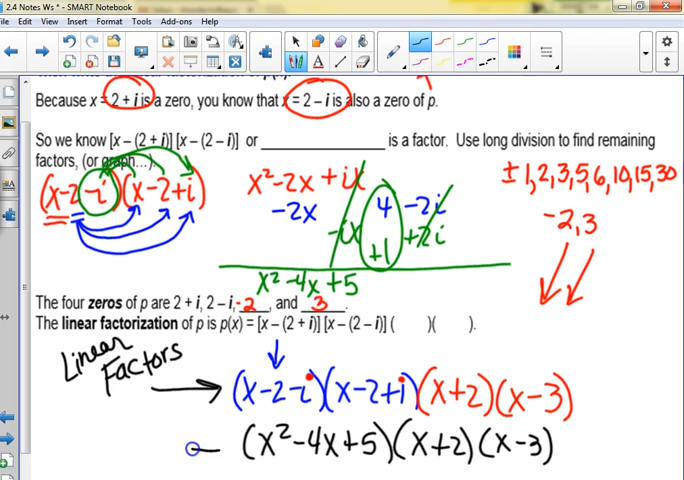 2.4 Notes Ws * - SMART Notebook
File Edit View Insert Format Tools Add-ons Help
Because x = 2 + i is a zero, you know that x = 2 – i is also a zero of p.
So we know [x – (2 + i)] [x – (2 – i)] or ____________________ is a factor. Use long division to find remaining
factors, (or graph...).
(x-2-i)(x-2+i)
x²-2x+ix
-2x 4 -2i
-ix +1 +2i
x²-4x+5
±1,2,3,5,6,10,15,30
-2,3
The four zeros of p are 2 + i, 2 – i, -2, and 3.
The linear factorization of p is p(x) = [x – (2 + i)] [x – (2 – i)] ( )( ).
Linear
Factors
(x-2-i)(x-2+i)(x+2)(x-3)
(x²-4x+5)(x+2)(x-3)